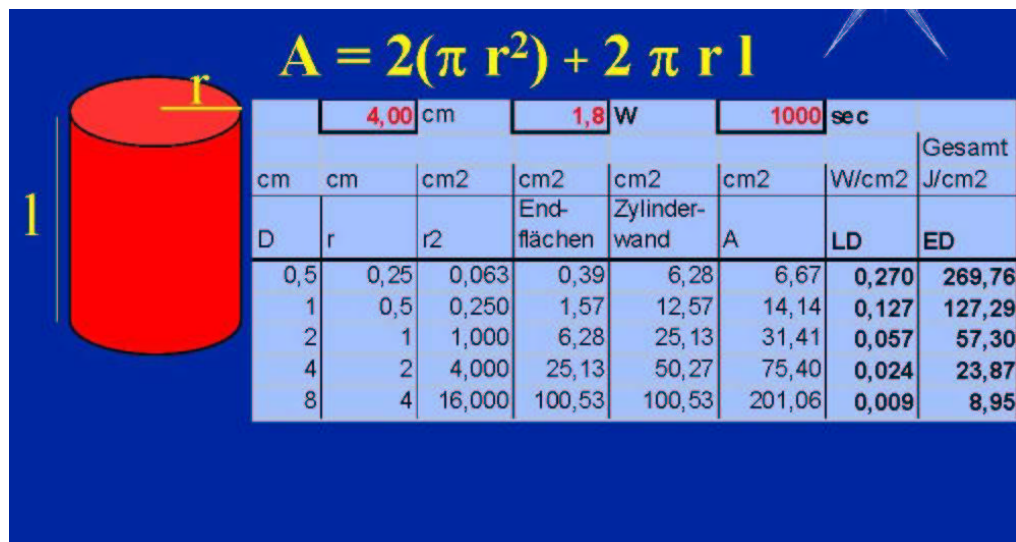 A = 2(π r²) + 2 π r l
r
l
4,00 cm 1,8 W 1000 sec
Gesamt
cm cm cm2 cm2 cm2 cm2 W/cm2 J/cm2
End- Zylinder-
D r r2 flächen wand A LD ED
0,5 0,25 0,063 0,39 6,28 6,67 0,270 269,76
1 0,5 0,250 1,57 12,57 14,14 0,127 127,29
2 1 1,000 6,28 25,13 31,41 0,057 57,30
4 2 4,000 25,13 50,27 75,40 0,024 23,87
8 4 16,000 100,53 100,53 201,06 0,009 8,95